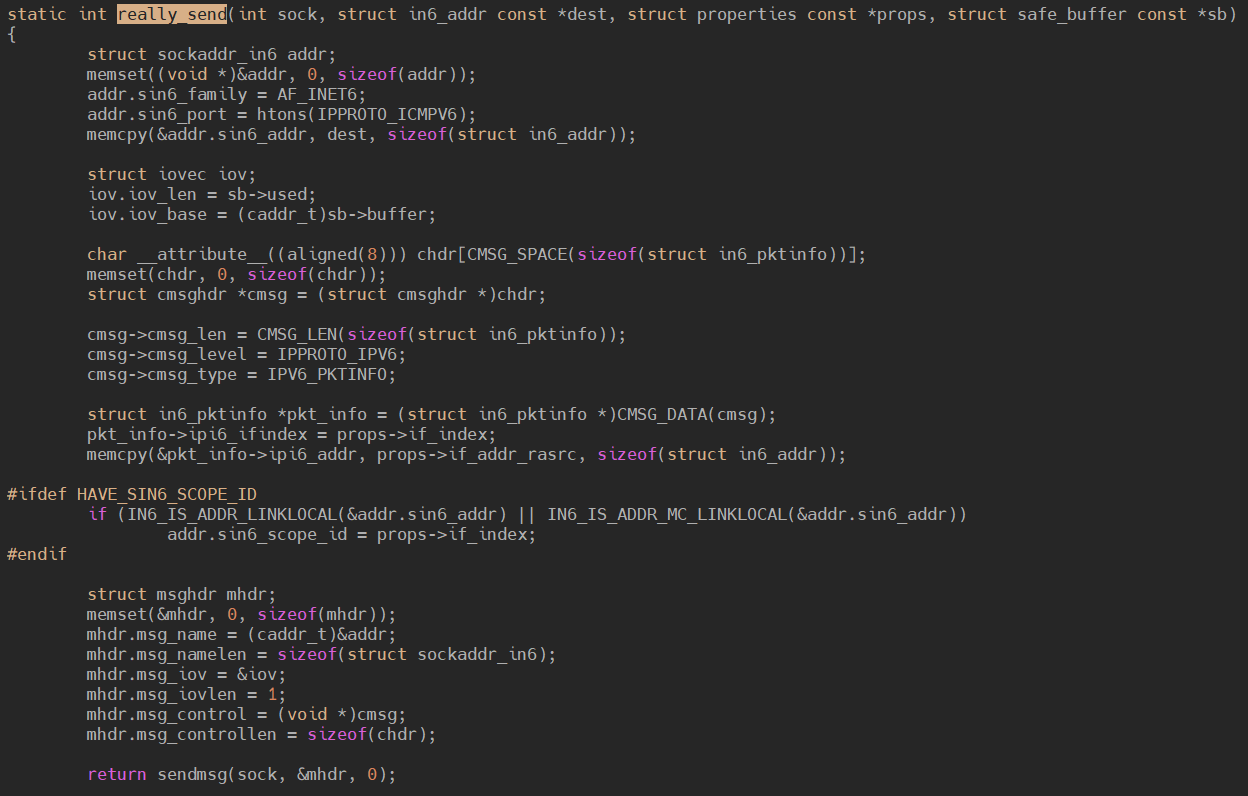 static int really_send(int sock, struct in6_addr const *dest, struct properties const *props, struct safe_buffer const *sb)
{
        struct sockaddr_in6 addr;
        memset((void *)&addr, 0, sizeof(addr));
        addr.sin6_family = AF_INET6;
        addr.sin6_port = htons(IPPROTO_ICMPV6);
        memcpy(&addr.sin6_addr, dest, sizeof(struct in6_addr));

        struct iovec iov;
        iov.iov_len = sb->used;
        iov.iov_base = (caddr_t)sb->buffer;

        char __attribute__((aligned(8))) chdr[CMSG_SPACE(sizeof(struct in6_pktinfo))];
        memset(chdr, 0, sizeof(chdr));
        struct cmsghdr *cmsg = (struct cmsghdr *)chdr;

        cmsg->cmsg_len = CMSG_LEN(sizeof(struct in6_pktinfo));
        cmsg->cmsg_level = IPPROTO_IPV6;
        cmsg->cmsg_type = IPV6_PKTINFO;

        struct in6_pktinfo *pkt_info = (struct in6_pktinfo *)CMSG_DATA(cmsg);
        pkt_info->ipi6_ifindex = props->if_index;
        memcpy(&pkt_info->ipi6_addr, props->if_addr_rasrc, sizeof(struct in6_addr));

#ifdef HAVE_SIN6_SCOPE_ID
        if (IN6_IS_ADDR_LINKLOCAL(&addr.sin6_addr) || IN6_IS_ADDR_MC_LINKLOCAL(&addr.sin6_addr))
                addr.sin6_scope_id = props->if_index;
#endif

        struct msghdr mhdr;
        memset(&mhdr, 0, sizeof(mhdr));
        mhdr.msg_name = (caddr_t)&addr;
        mhdr.msg_namelen = sizeof(struct sockaddr_in6);
        mhdr.msg_iov = &iov;
        mhdr.msg_iovlen = 1;
        mhdr.msg_control = (void *)cmsg;
        mhdr.msg_controllen = sizeof(chdr);

        return sendmsg(sock, &mhdr, 0);